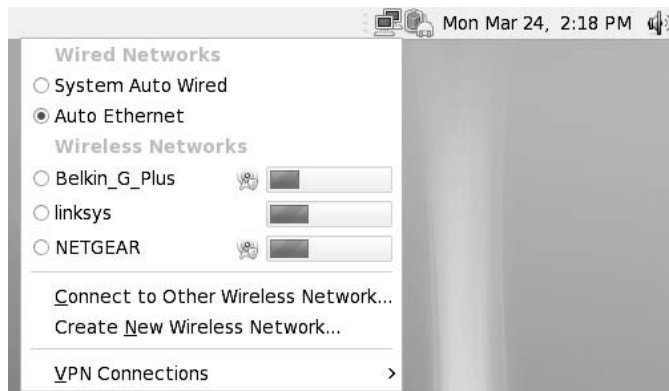 Mon Mar 24, 2:18 PM
Wired Networks
System Auto Wired
Auto Ethernet
Wireless Networks
Belkin_G_Plus
linksys
NETGEAR
Connect to Other Wireless Network...
Create New Wireless Network...
VPN Connections